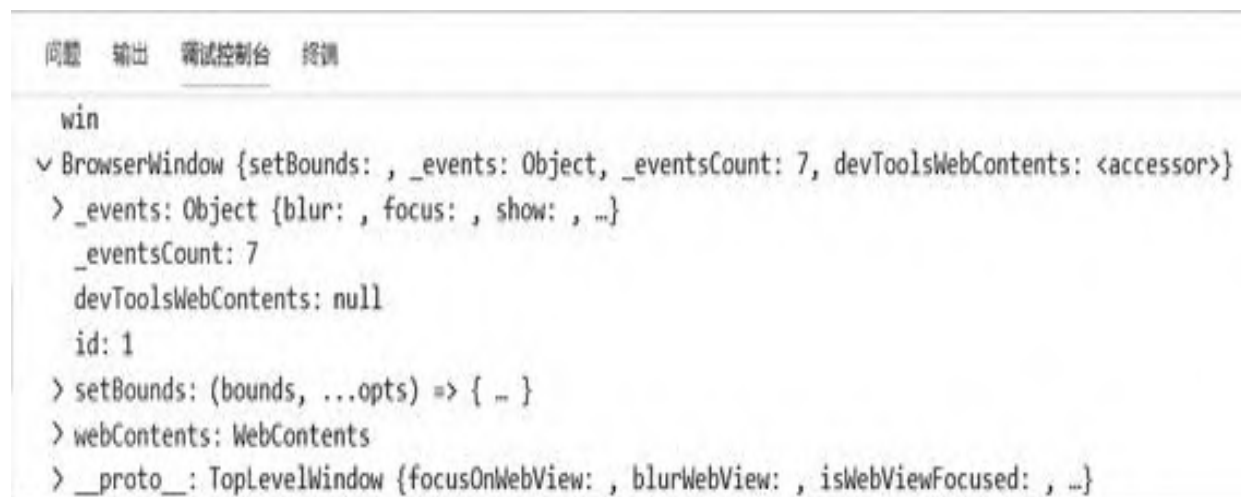 问题 输出 调试控制台 终端
win
∨ BrowserWindow {setBounds: , _events: Object, _eventsCount: 7, devToolsWebContents: <accessor>}
> _events: Object {blur: , focus: , show: , …}
_eventsCount: 7
devToolsWebContents: null
id: 1
> setBounds: (bounds, ...opts) => { … }
> webContents: WebContents
> __proto__: TopLevelWindow {focusOnWebView: , blurWebView: , isWebViewFocused: , …}